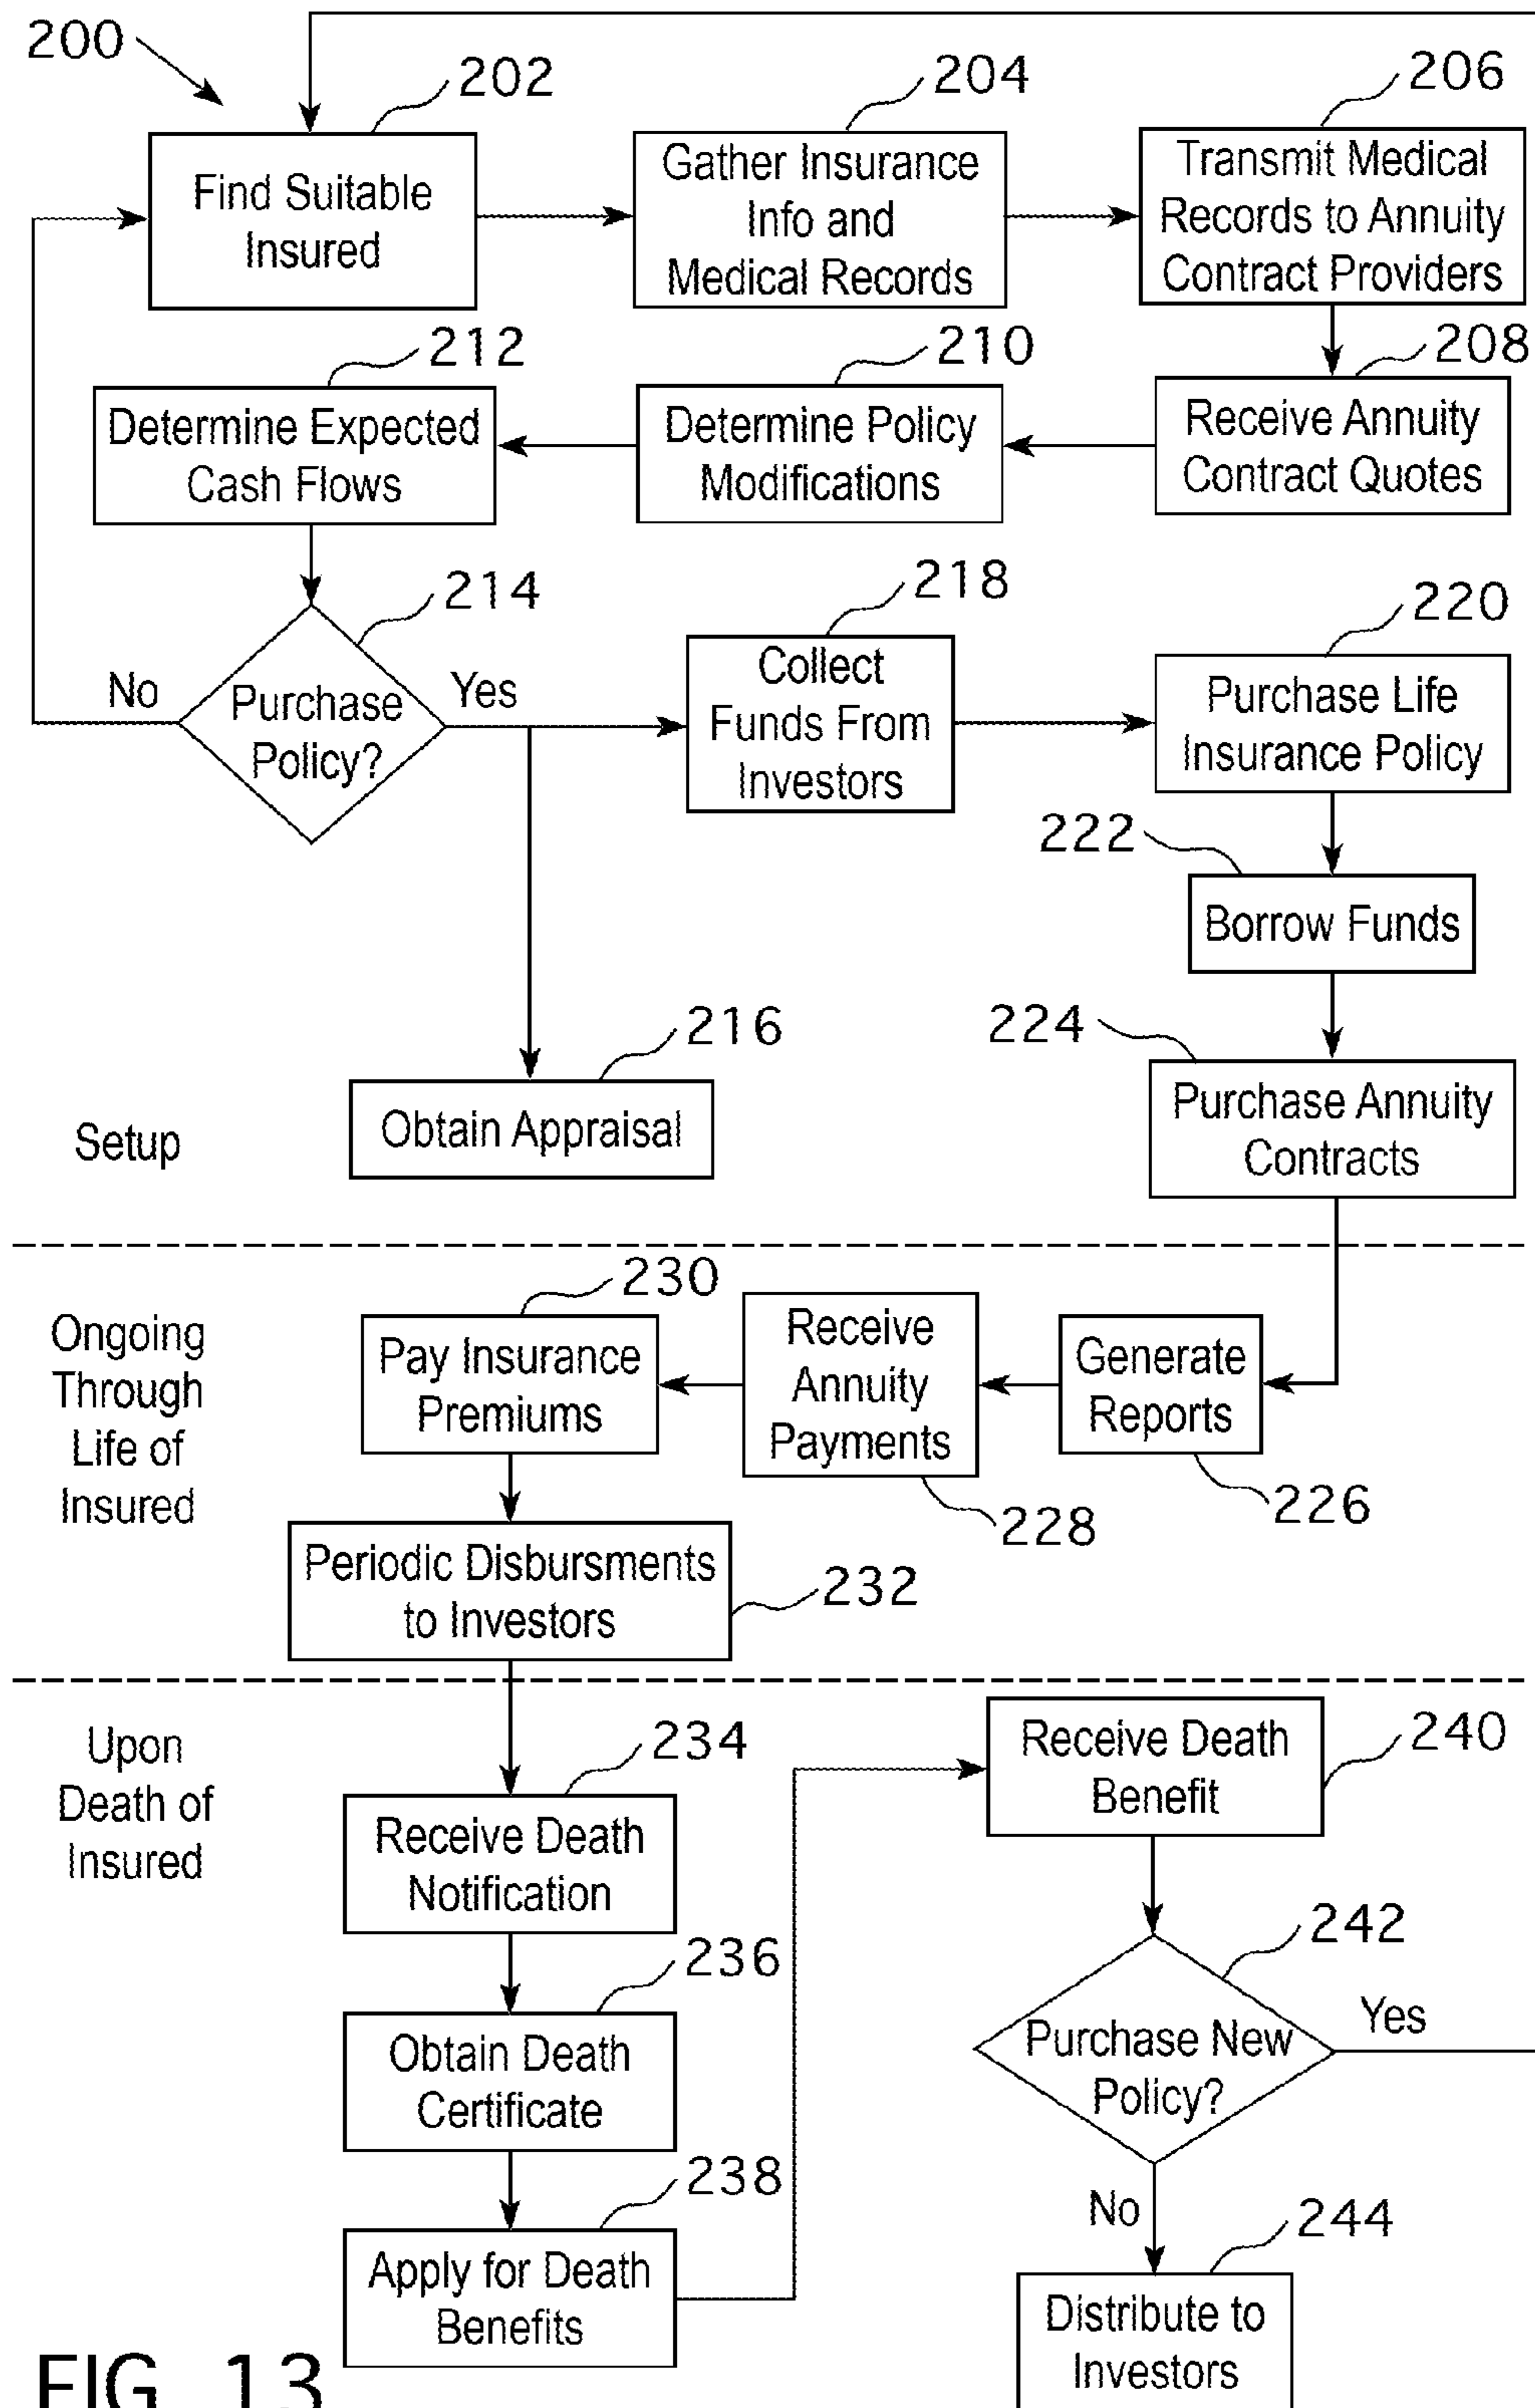 200
202
204
206
Find Suitable
Insured
Gather Insurance
Info and
Medical Records
Transmit Medical
Records to Annuity
Contract Providers
212
210
208
Determine Expected
Cash Flows
Determine Policy
Modifications
Receive Annuity
Contract Quotes
214
218
220
No
Purchase
Policy?
Yes
Collect
Funds From
Investors
Purchase Life
Insurance Policy
222
Borrow Funds
216
224
Setup
Obtain Appraisal
Purchase Annuity
Contracts
230
Ongoing
Through
Life of
Insured
Pay Insurance
Premiums
Receive
Annuity
Payments
Generate
Reports
228
226
Periodic Disbursments
to Investors
232
Upon
Death of
Insured
234
Receive Death
Benefit
240
Receive Death
Notification
236
242
Obtain Death
Certificate
Purchase New
Policy?
Yes
238
No
244
Apply for Death
Benefits
Distribute to
Investors
FIG. 13